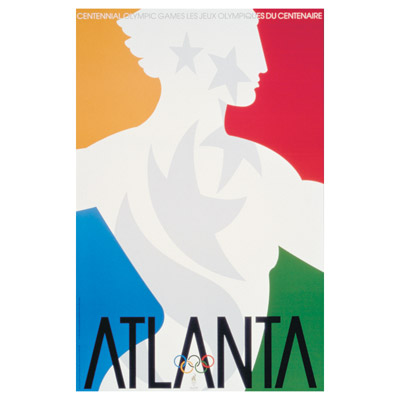 CENTENNIAL OLYMPIC GAMES LES JEUX OLYMPIQUES DU CENTENAIRE
ATLANTA